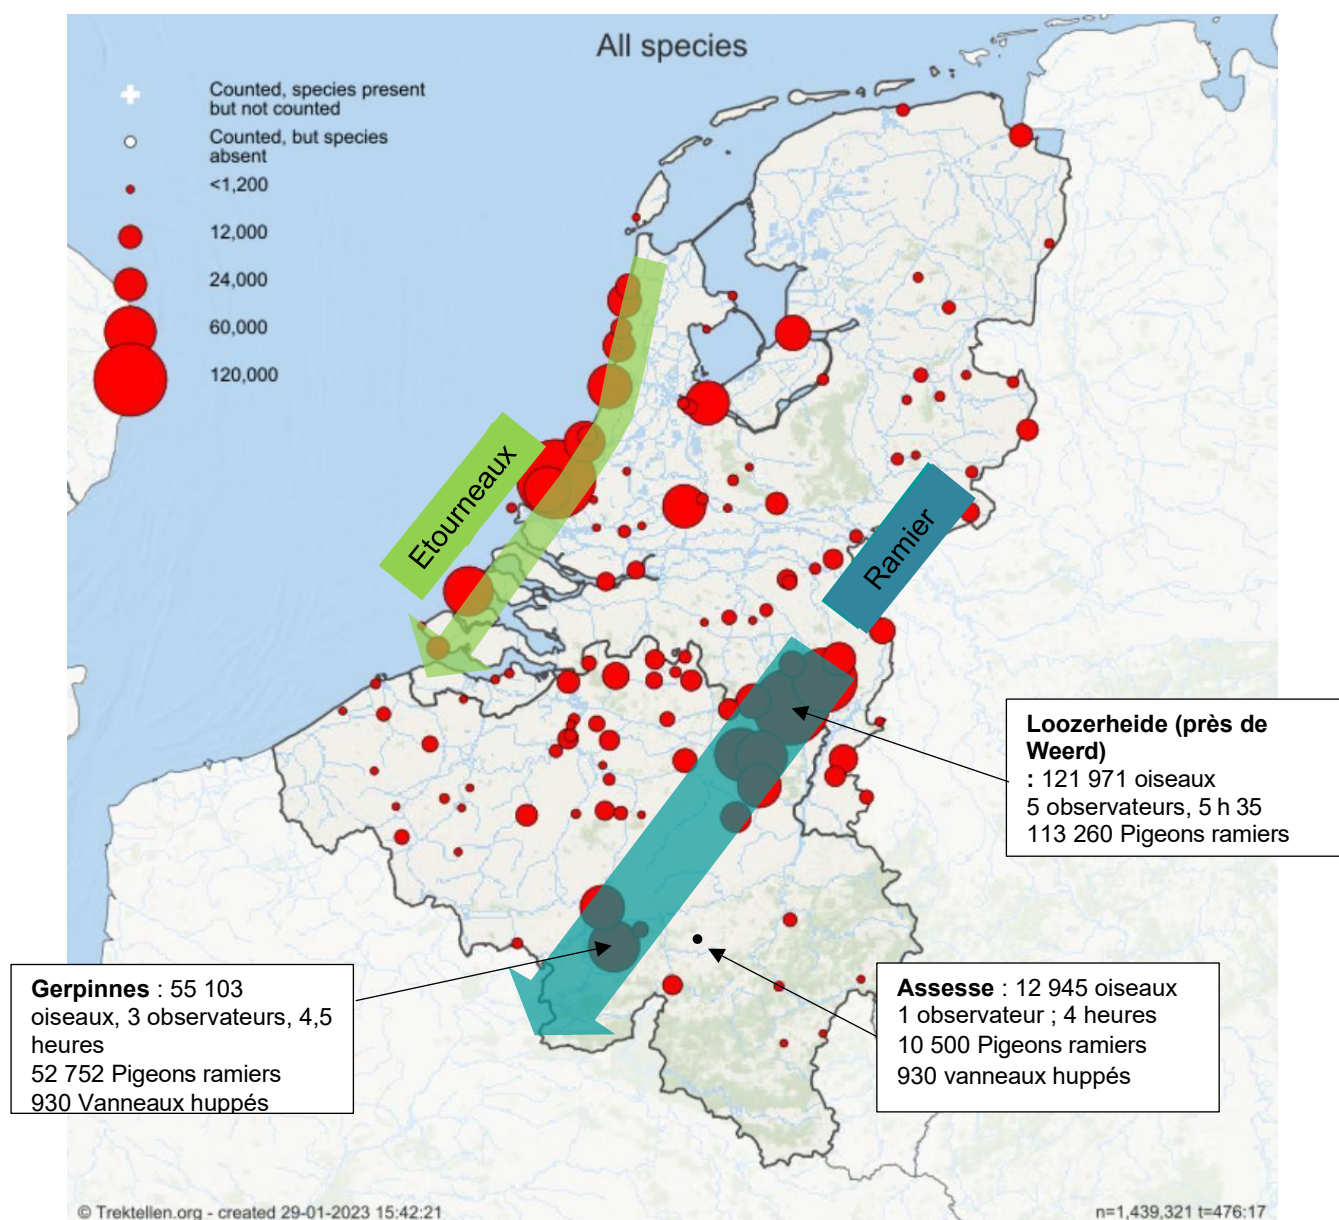 All species
Counted, species present
but not counted
Counted, but species
absent
<1,200
12,000
24,000
60,000
120,000
Etourneaux
Ramier
Loozerheide (près de
Weerd)
: 121 971 oiseaux
5 observateurs, 5 h 35
113 260 Pigeons ramiers
Gerpinnes : 55 103
oiseaux, 3 observateurs, 4,5
heures
52 752 Pigeons ramiers
930 Vanneaux huppés
Assesse : 12 945 oiseaux
1 observateur ; 4 heures
10 500 Pigeons ramiers
930 vanneaux huppés
© Trektellen.org - created 29-01-2023 15:42:21
n=1,439,321 t=476:17